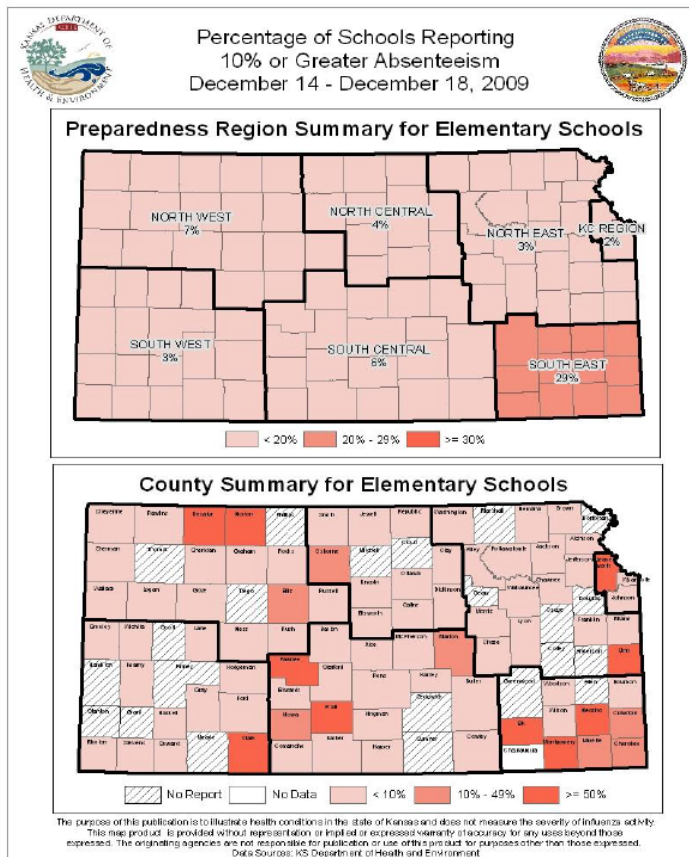 KANSAS DEPARTMENT OF
HEALTH & ENVIRONMENT
Percentage of Schools Reporting
10% or Greater Absenteeism
December 14 - December 18, 2009
Preparedness Region Summary for Elementary Schools
NORTH WEST
7%
NORTH CENTRAL
4%
NORTH EAST
3%
KC REGION
2%
SOUTH WEST
3%
SOUTH CENTRAL
6%
SOUTH EAST
29%
< 20%
20% - 29%
>= 30%
County Summary for Elementary Schools
Cheyenne
Rawlins
Smith
Jewell
Republic
Washington
Marshall
Nemaha
Brown
Sherman
Thomas
Sheridan
Graham
Rooks
Osborne
Mitchell
Cloud
Clay
Riley
Pottawatomie
Jackson
Atchison
Jefferson
Wallace
Logan
Gove
Trego
Ellis
Russell
Lincoln
Ottawa
Dickinson
Shawnee
Johnson
Ellsworth
Saline
Morris
Lyon
Franklin
Miami
Greeley
Wichita
Scott
Lane
Ness
Rush
Barton
Rice
McPherson
Marion
Chase
Coffey
Anderson
Linn
Hamilton
Kearny
Finney
Hodgeman
Pawnee
Stafford
Reno
Harvey
Butler
Greenwood
Woodson
Allen
Bourbon
Gray
Ford
Edwards
Stanton
Grant
Haskell
Kiowa
Pratt
Kingman
Sedgwick
Elk
Wilson
Neosho
Crawford
Morton
Stevens
Seward
Meade
Clark
Comanche
Barber
Harper
Sumner
Cowley
Chautauqua
Montgomery
Labette
Cherokee
No Report
No Data
< 10%
10% - 49%
>= 50%
The purpose of this publication is to illustrate health conditions in the state of Kansas and does not measure the severity of influenza activity.
This map product is provided without representation or implied or expressed warranty of accuracy for any uses beyond those
expressed. The originating agencies are not responsible for publication or use of this product for purposes other than those expressed.
Data Sources: KS Department of Health and Environment